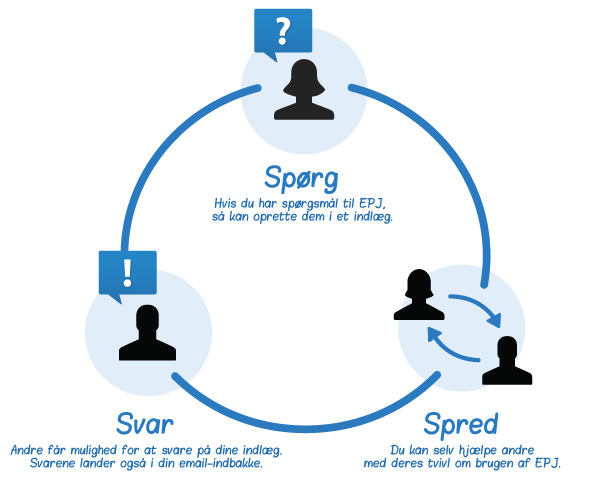 ?
Spørg
Hvis du har spørgsmål til EPJ,
så kan oprette dem i et indlæg.
!
Svar
Andre får mulighed for at svare på dine indlæg.
Svarene lander også i din email-indbakke.
Spred
Du kan selv hjælpe andre
med deres tvivl om brugen af EPJ.